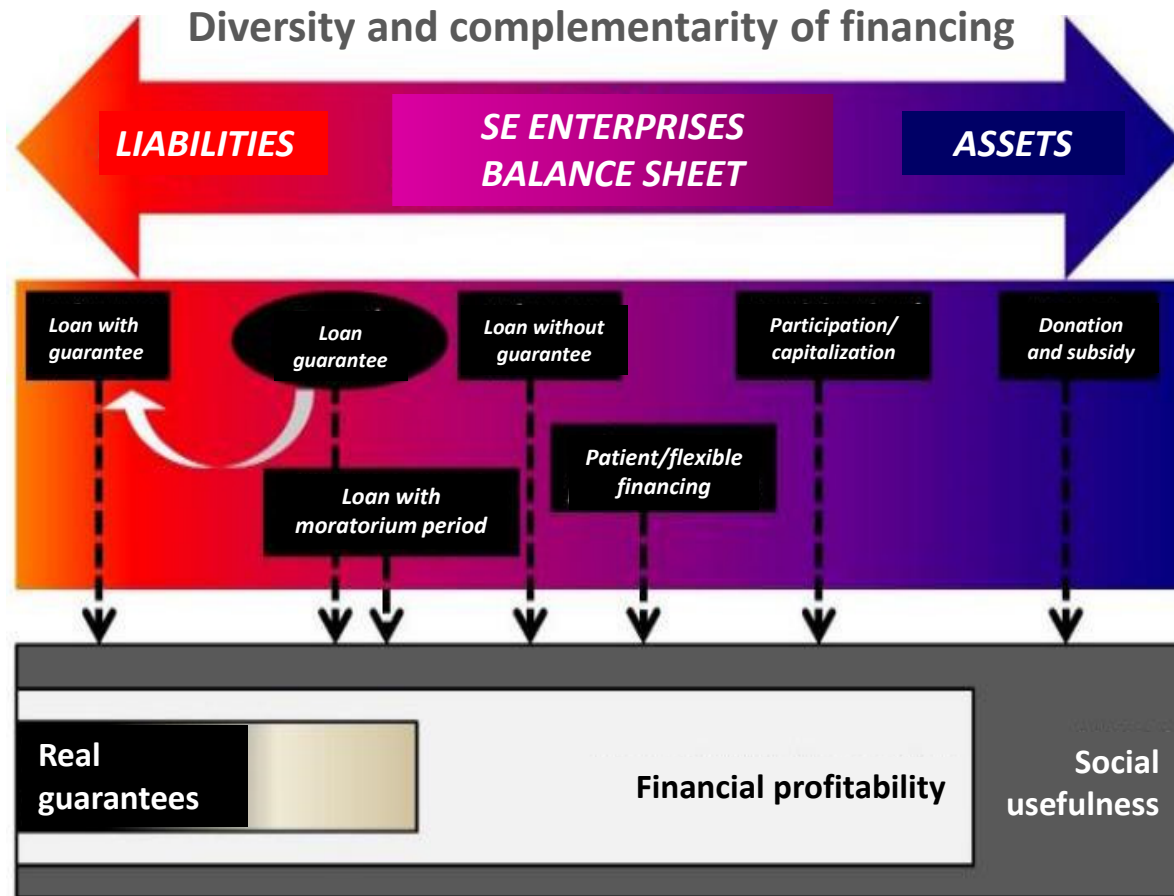 Diversity and complementarity of financing
LIABILITIES
SE ENTERPRISES
BALANCE SHEET
ASSETS
Loan with
guarantee
Loan
guarantee
Loan without
guarantee
Participation/
capitalization
Donation
and subsidy
Patient/flexible
financing
Loan with
moratorium period
Real
guarantees
Financial profitability
Social
usefulness